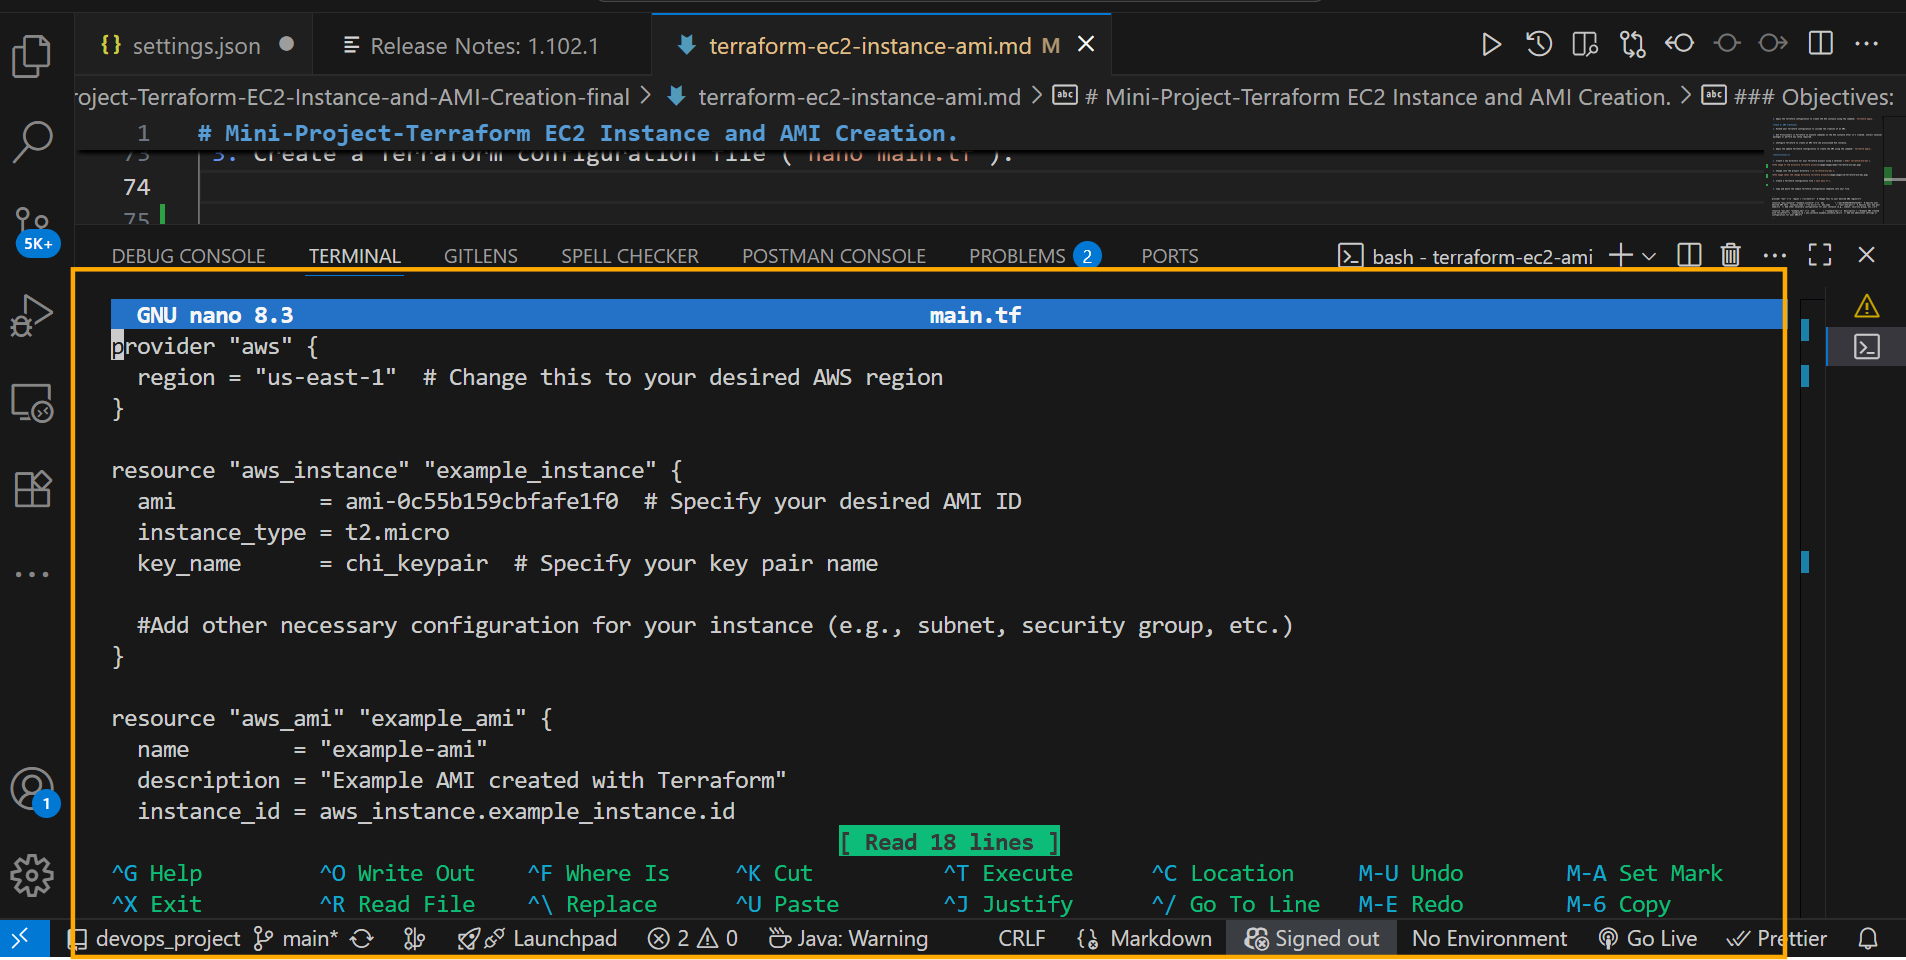 settings.json
Release Notes: 1.102.1
terraform-ec2-instance-ami.md M
roject-Terraform-EC2-Instance-and-AMI-Creation-final > terraform-ec2-instance-ami.md > # Mini-Project-Terraform EC2 Instance and AMI Creation. > ### Objectives:
1 # Mini-Project-Terraform EC2 Instance and AMI Creation.
73 3. Create a Terraform configuration file (`nano main.tf`).
74
75
5K+
DEBUG CONSOLE TERMINAL GITLENS SPELL CHECKER POSTMAN CONSOLE PROBLEMS 2 PORTS
bash - terraform-ec2-ami
GNU nano 8.3 main.tf
provider "aws" {
region = "us-east-1" # Change this to your desired AWS region
}
resource "aws_instance" "example_instance" {
ami = ami-0c55b159cbfafe1f0 # Specify your desired AMI ID
instance_type = t2.micro
key_name = chi_keypair # Specify your key pair name
#Add other necessary configuration for your instance (e.g., subnet, security group, etc.)
}
resource "aws_ami" "example_ami" {
name = "example-ami"
description = "Example AMI created with Terraform"
instance_id = aws_instance.example_instance.id
[ Read 18 lines ]
^G Help ^O Write Out ^F Where Is ^K Cut ^T Execute ^C Location M-U Undo M-A Set Mark
^X Exit ^R Read File ^\ Replace ^U Paste ^J Justify ^/ Go To Line M-E Redo M-6 Copy
1
devops_project main* Launchpad 2 0 Java: Warning CRLF Markdown Signed out No Environment Go Live Prettier